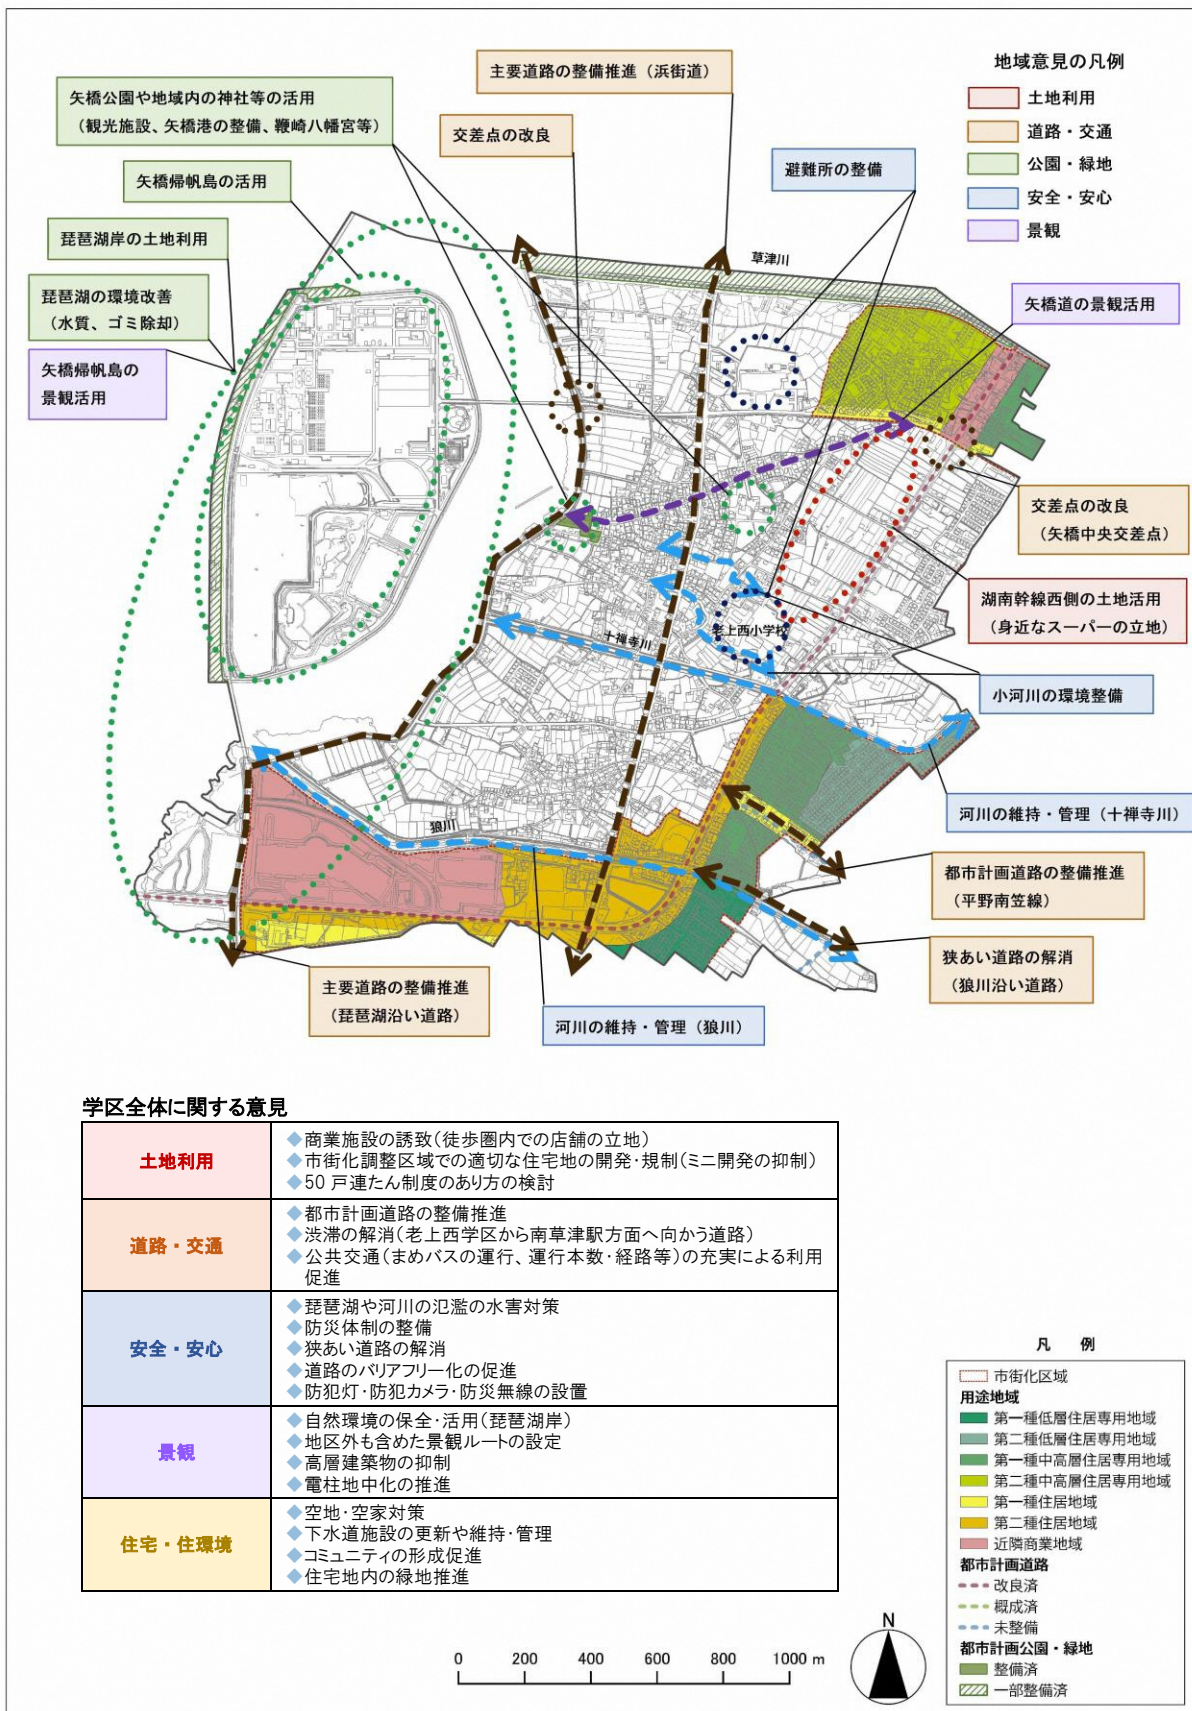 主要道路の整備推進（浜街道）
地域意見の凡例
土地利用
道路・交通
公園・緑地
安全・安心
景観
矢橋公園や地域内の神社等の活用
（観光施設、矢橋港の整備、鞭崎八幡宮等）
交差点の改良
避難所の整備
矢橋帰帆島の活用
琵琶湖岸の土地利用
草津川
琵琶湖の環境改善
（水質、ゴミ除却）
矢橋道の景観活用
矢橋帰帆島の
景観活用
交差点の改良
（矢橋中央交差点）
湖南幹線西側の土地活用
（身近なスーパーの立地）
老上西小学校
十禅寺川
小河川の環境整備
河川の維持・管理（十禅寺川）
狼川
都市計画道路の整備推進
（平野南笠線）
狭あい道路の解消
（狼川沿い道路）
主要道路の整備推進
（琵琶湖沿い道路）
河川の維持・管理（狼川）
学区全体に関する意見
土地利用
◆商業施設の誘致（徒歩圏内での店舗の立地）
◆市街化調整区域での適切な住宅地の開発・規制（ミニ開発の抑制）
◆50 戸連たん制度のあり方の検討
道路・交通
◆都市計画道路の整備推進
◆渋滞の解消（老上西学区から南草津駅方面へ向かう道路）
◆公共交通（まめバスの運行、運行本数・経路等）の充実による利用
促進
安全・安心
◆琵琶湖や河川の氾濫の水害対策
◆防災体制の整備
◆狭あい道路の解消
◆道路のバリアフリー化の促進
◆防犯灯・防犯カメラ・防災無線の設置
景観
◆自然環境の保全・活用（琵琶湖岸）
◆地区外も含めた景観ルートの設定
◆高層建築物の抑制
◆電柱地中化の推進
住宅・住環境
◆空地・空家対策
◆下水道施設の更新や維持・管理
◆コミュニティの形成促進
◆住宅地内の緑地推進
凡　例
市街化区域
用途地域
第一種低層住居専用地域
第二種低層住居専用地域
第一種中高層住居専用地域
第二種中高層住居専用地域
第一種住居地域
第二種住居地域
近隣商業地域
都市計画道路
改良済
概成済
未整備
都市計画公園・緑地
整備済
一部整備済
N
0 200 400 600 800 1000 m